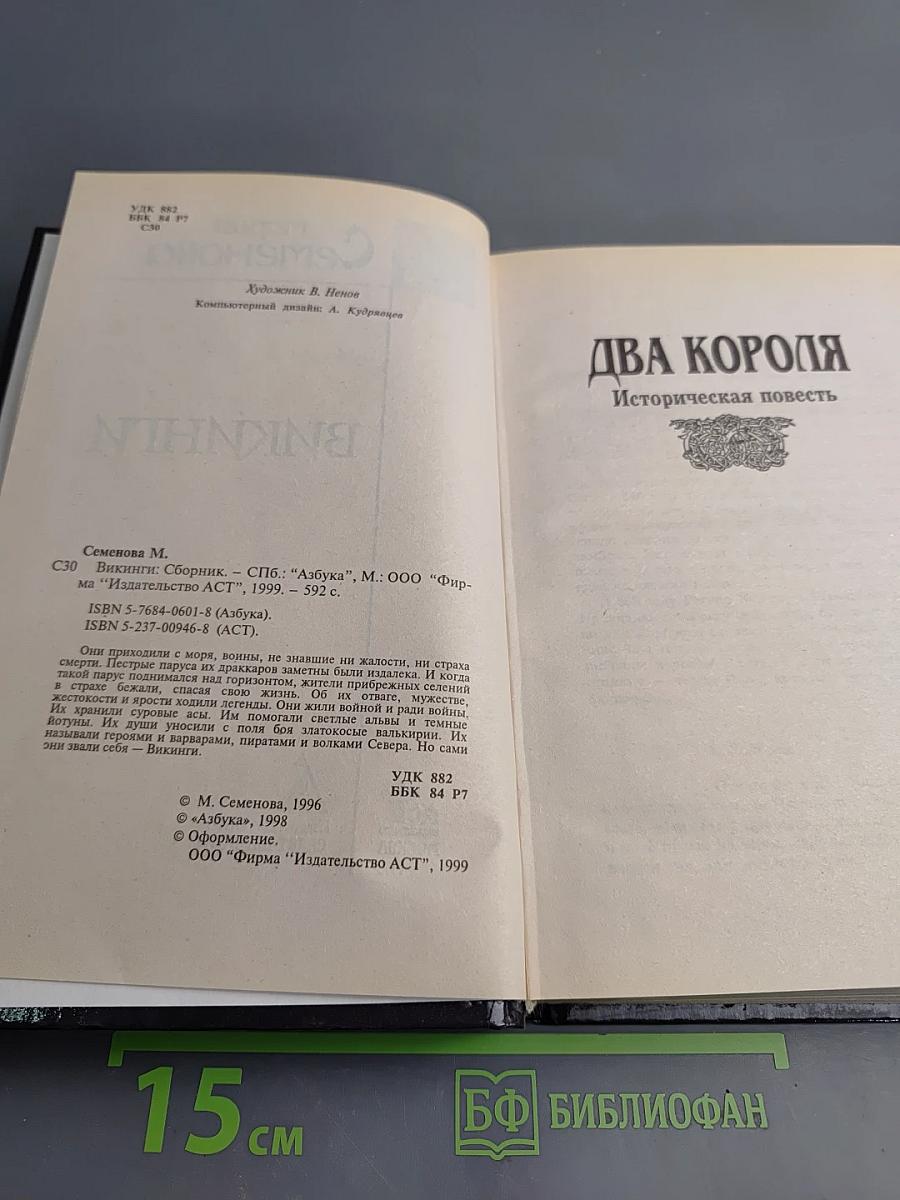 УДК 882
ББК 84 Р7
С30
Художник В. Ненов
Компьютерный дизайн: А. Кудрявцев
Семенова М.
С30 Викинги: Сборник. – СПб.: “Азбука”, М.: ООО “Фир-
ма “Издательство АСТ”, 1999. – 592 с.
ISBN 5-7684-0601-8 (Азбука).
ISBN 5-237-00946-8 (АСТ).
Они приходили с моря, воины, не знавшие ни жалости, ни страха
смерти. Пестрые паруса их драккаров заметны были издалека. И когда
такой парус поднимался над горизонтом, жители прибрежных селений
в страхе бежали, спасая свою жизнь. Об их отваге, мужестве,
жестокости и ярости ходили легенды. Они жили войной и ради войны.
Их хранили суровые асы. Им помогали светлые альвы и темные
йотуны. Их души уносили с поля боя златокосые валькирии. Их
называли героями и варварами, пиратами и волками Севера. Но сами
они звали себя — Викинги.
УДК 882
ББК 84 Р7
© М. Семенова, 1996
© «Азбука», 1998
© Оформление.
ООО “Фирма “Издательство АСТ”, 1999
ДВА КОРОЛЯ
Историческая повесть
15 см
БФ БИБЛИОФАН